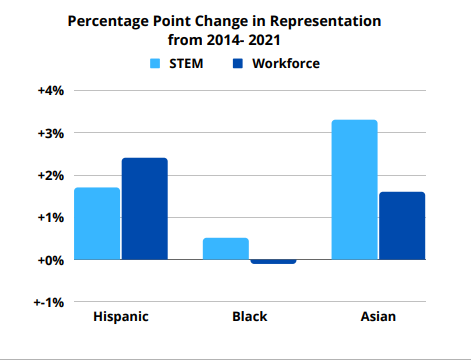 Percentage Point Change in Representation
from 2014- 2021
STEM Workforce
+4%
+3%
+2%
+1%
+0%
+-1%
Hispanic Black Asian